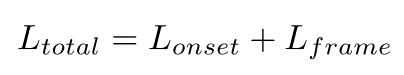 L_{total} = L_{onset} + L_{frame}